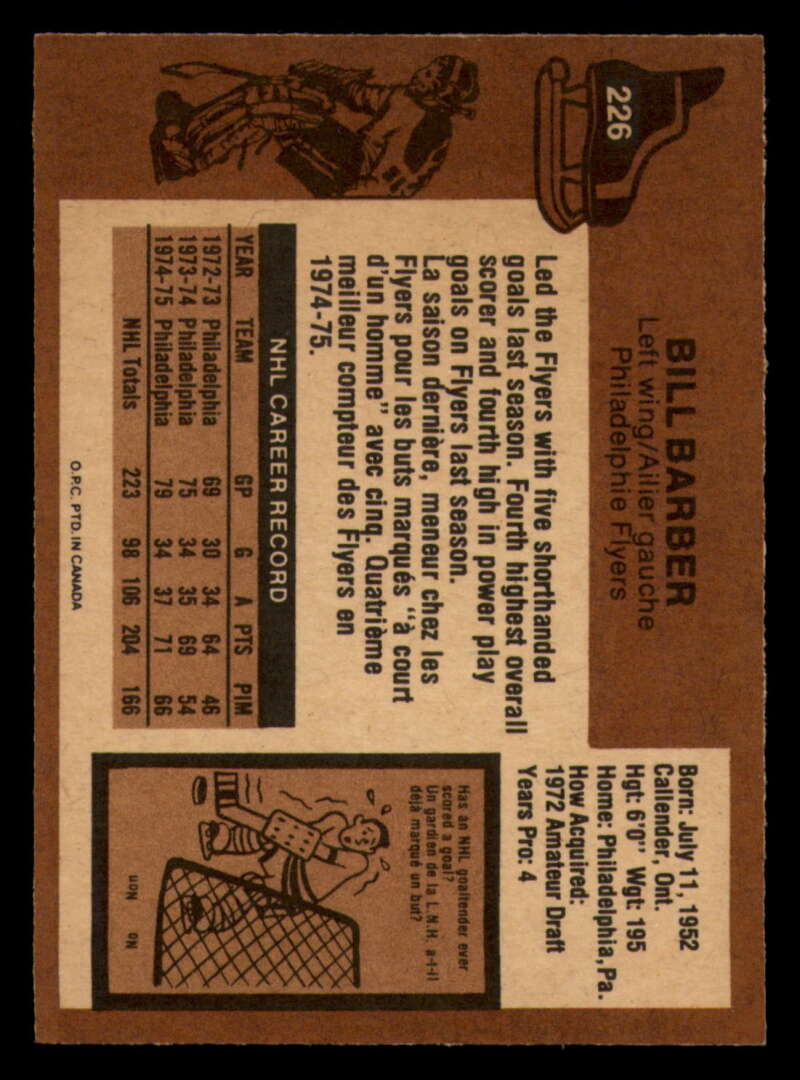 226
BILL BARBER
Left wing/Ailier gauche
Philadelphie Flyers
Born: July 11, 1952
Callender, Ont.
Hgt: 6'0" Wgt: 195
Home: Philadelphia, Pa.
How Acquired:
1972 Amateur Draft
Years Pro: 4
Led the Flyers with five shorthanded
goals last season. Fourth highest overall
scorer and fourth high in power play
goals on Flyers last season.
La saison dernière, meneur chez les
Flyers pour les buts marqués "à court
d'un homme" avec cinq. Quatrième
meilleur compteur des Flyers en
1974-75.
NHL CAREER RECORD
YEAR TEAM GP G A PTS PIM
1972-73 Philadelphia 69 30 34 64 46
1973-74 Philadelphia 75 34 35 69 54
1974-75 Philadelphia 79 34 37 71 66
NHL Totals 223 98 106 204 166
O.P.C. PTD. IN CANADA
Has an NHL goaltender ever
scored a goal?
Un gardien de la L.N.H. a-t-il
déjà marqué un but?
No Non